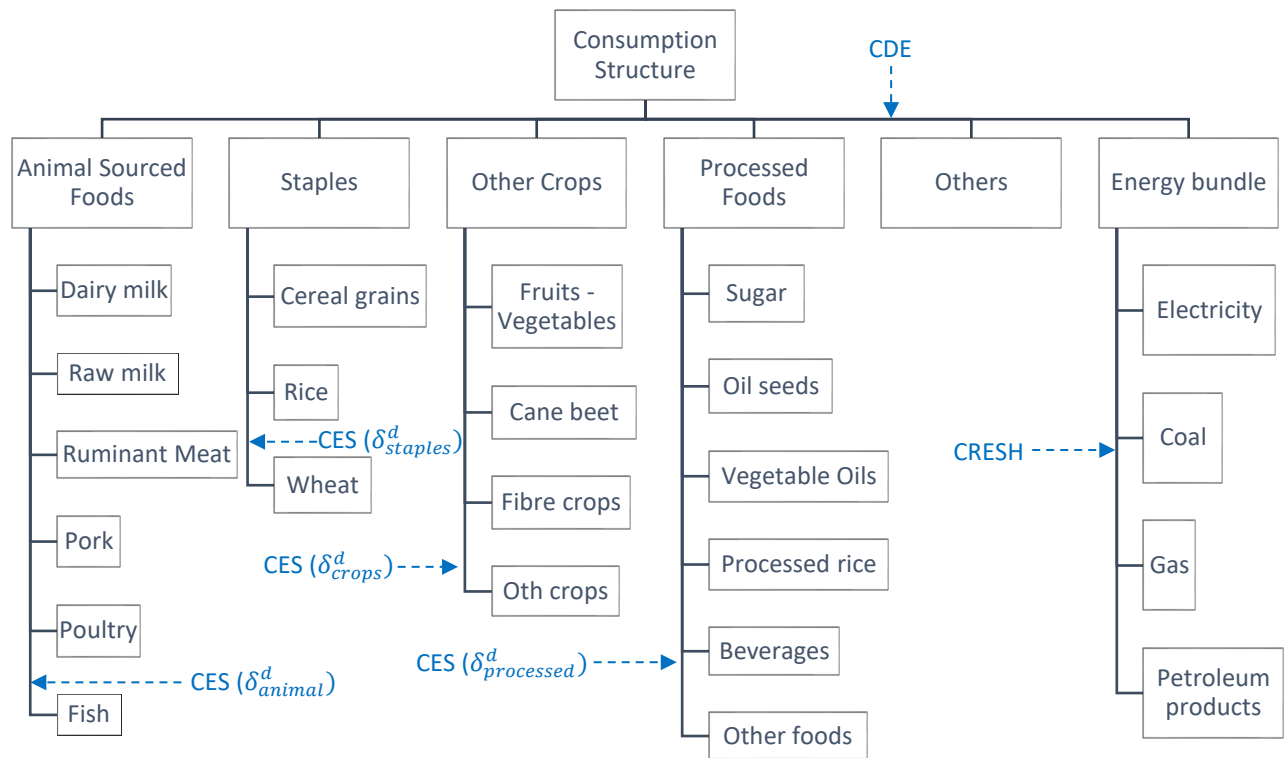 Consumption
Structure
CDE
Animal Sourced
Foods
Staples
Other Crops
Processed
Foods
Others
Energy bundle
Dairy milk
Raw milk
Ruminant Meat
Pork
Poultry
CES (δ^d_animal)
Fish
Cereal grains
Rice
CES (δ^d_staples)
Wheat
Fruits -
Vegetables
Cane beet
Fibre crops
CES (δ^d_crops)
Oth crops
Sugar
Oil seeds
Vegetable Oils
Processed rice
Beverages
CES (δ^d_processed)
Other foods
Electricity
Coal
CRESH
Gas
Petroleum
products